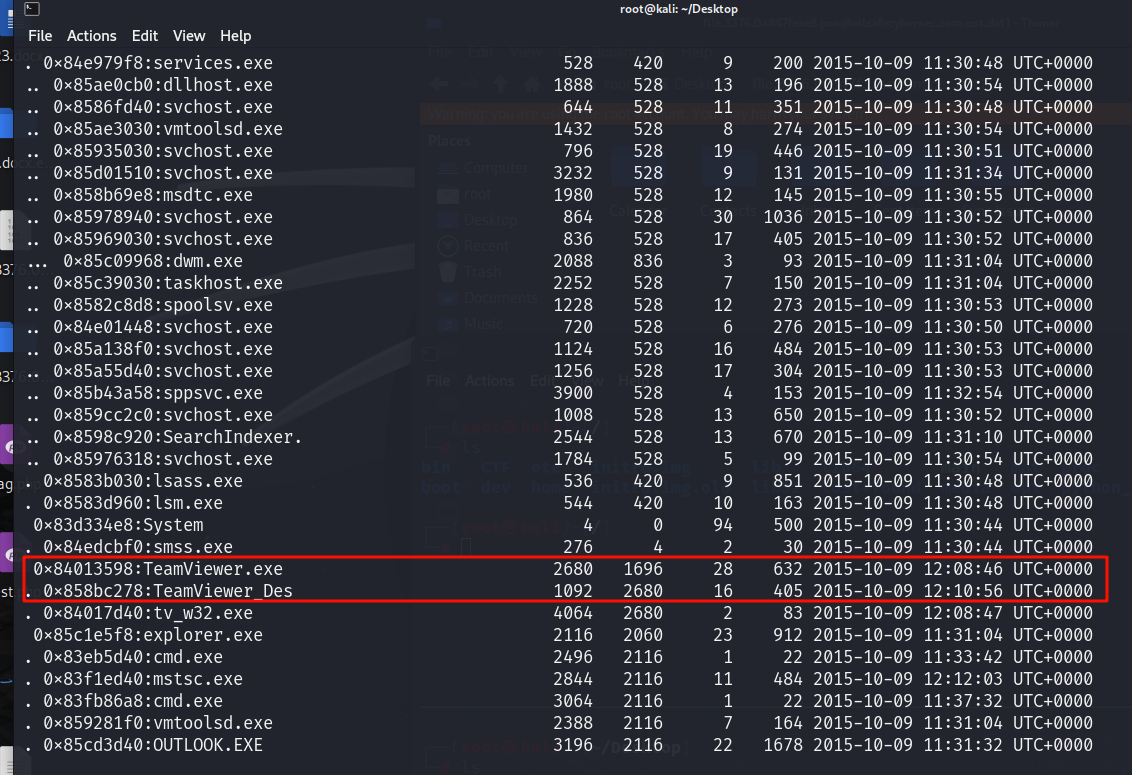 root@kali: ~/Desktop
File Actions Edit View Help
. 0×84e979f8:services.exe 528 420 9 200 2015-10-09 11:30:48 UTC+0000
.. 0×85ae0cb0:dllhost.exe 1888 528 13 196 2015-10-09 11:30:54 UTC+0000
.. 0×8586fd40:svchost.exe 644 528 11 351 2015-10-09 11:30:48 UTC+0000
.. 0×85ae3030:vmtoolsd.exe 1432 528 8 274 2015-10-09 11:30:54 UTC+0000
.. 0×85935030:svchost.exe 796 528 19 446 2015-10-09 11:30:51 UTC+0000
.. 0×85d01510:svchost.exe 3232 528 9 131 2015-10-09 11:31:34 UTC+0000
.. 0×858b69e8:msdtc.exe 1980 528 12 145 2015-10-09 11:30:55 UTC+0000
.. 0×85978940:svchost.exe 864 528 30 1036 2015-10-09 11:30:52 UTC+0000
.. 0×85969030:svchost.exe 836 528 17 405 2015-10-09 11:30:52 UTC+0000
... 0×85c09968:dwm.exe 2088 836 3 93 2015-10-09 11:31:04 UTC+0000
.. 0×85c39030:taskhost.exe 2252 528 7 150 2015-10-09 11:31:04 UTC+0000
.. 0×8582c8d8:spoolsv.exe 1228 528 12 273 2015-10-09 11:30:53 UTC+0000
.. 0×84e01448:svchost.exe 720 528 6 276 2015-10-09 11:30:50 UTC+0000
.. 0×85a138f0:svchost.exe 1124 528 16 484 2015-10-09 11:30:53 UTC+0000
.. 0×85a55d40:svchost.exe 1256 528 17 304 2015-10-09 11:30:53 UTC+0000
.. 0×85b43a58:sppsvc.exe 3900 528 4 153 2015-10-09 11:32:54 UTC+0000
.. 0×859cc2c0:svchost.exe 1008 528 13 650 2015-10-09 11:30:52 UTC+0000
.. 0×8598c920:SearchIndexer. 2544 528 13 670 2015-10-09 11:31:10 UTC+0000
.. 0×85976318:svchost.exe 1784 528 5 99 2015-10-09 11:30:54 UTC+0000
. 0×8583b030:lsass.exe 536 420 9 851 2015-10-09 11:30:48 UTC+0000
. 0×8583d960:lsm.exe 544 420 10 163 2015-10-09 11:30:48 UTC+0000
0×83d334e8:System 4 0 94 500 2015-10-09 11:30:44 UTC+0000
. 0×84edcbf0:smss.exe 276 4 2 30 2015-10-09 11:30:44 UTC+0000
0×84013598:TeamViewer.exe 2680 1696 28 632 2015-10-09 12:08:46 UTC+0000
. 0×858bc278:TeamViewer_Des 1092 2680 16 405 2015-10-09 12:10:56 UTC+0000
. 0×84017d40:tv_w32.exe 4064 2680 2 83 2015-10-09 12:08:47 UTC+0000
0×85c1e5f8:explorer.exe 2116 2060 23 912 2015-10-09 11:31:04 UTC+0000
. 0×83eb5d40:cmd.exe 2496 2116 1 22 2015-10-09 11:33:42 UTC+0000
. 0×83f1ed40:mstsc.exe 2844 2116 11 484 2015-10-09 12:12:03 UTC+0000
. 0×83fb86a8:cmd.exe 3064 2116 1 22 2015-10-09 11:37:32 UTC+0000
. 0×859281f0:vmtoolsd.exe 2388 2116 7 164 2015-10-09 11:31:04 UTC+0000
. 0×85cd3d40:OUTLOOK.EXE 3196 2116 22 1678 2015-10-09 11:31:32 UTC+0000
Places
Computer
root
Desktop
Recent
Trash
Documents
Music
File Actions Edit View Help